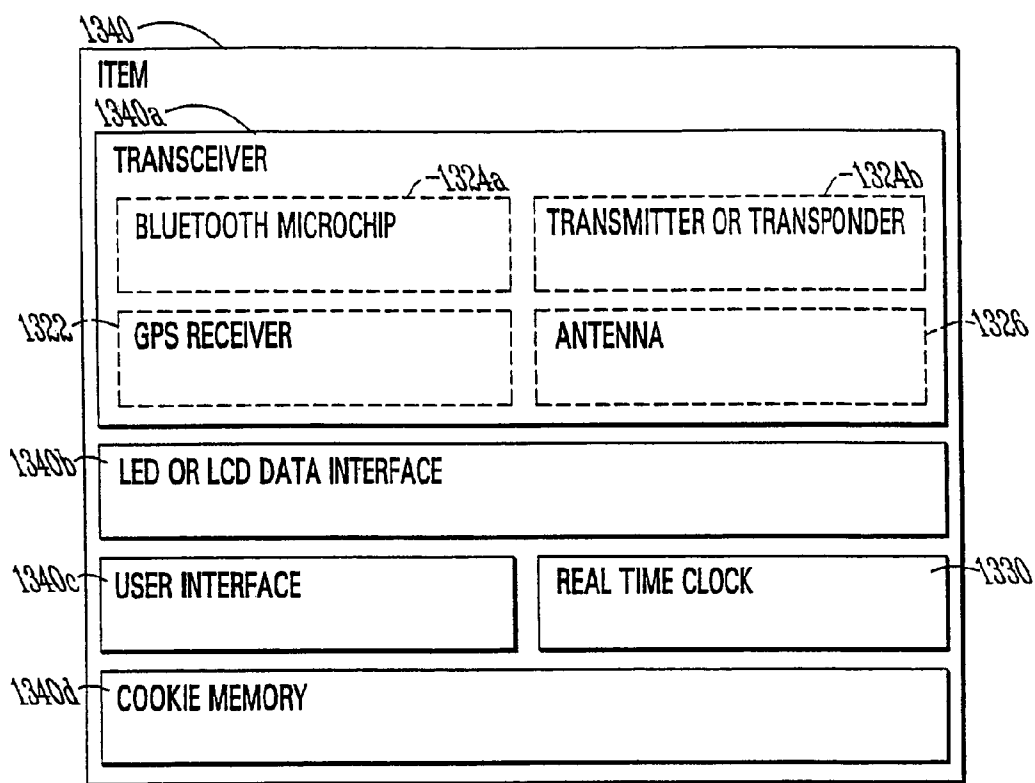 1340
ITEM
1340a
TRANSCEIVER
1324a
1324b
BLUETOOTH MICROCHIP
TRANSMITTER OR TRANSPONDER
1322
GPS RECEIVER
ANTENNA
1326
1340b
LED OR LCD DATA INTERFACE
1340c
USER INTERFACE
REAL TIME CLOCK
1330
1340d
COOKIE MEMORY